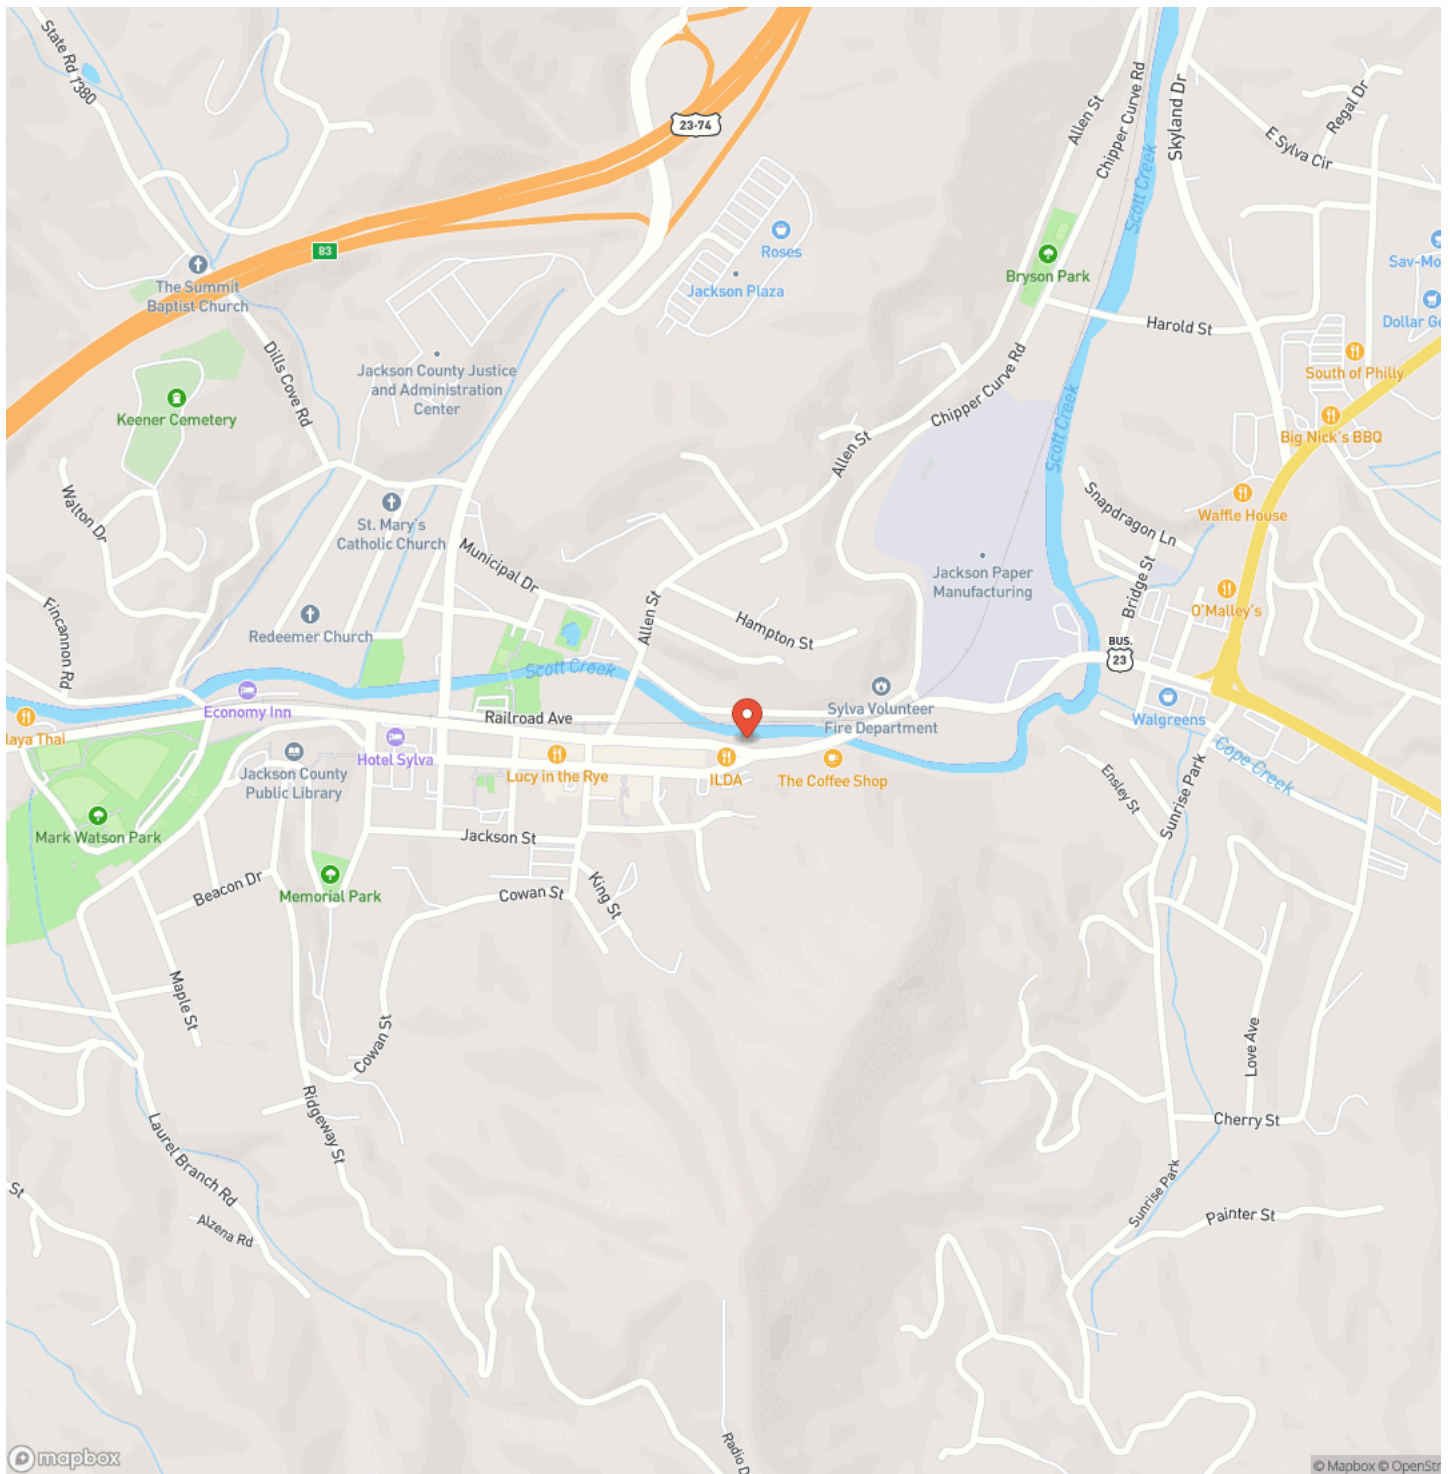 State Rd 1380
23-74
Allen St
Chipper Curve Rd
Skyland Dr
Regal Dr
E Sylva Cir
Scott Creek
83
The Summit
Baptist Church
Roses
Jackson Plaza
Bryson Park
Sav-Mo
Dollar Ge
Harold St
Dills Cove Rd
Jackson County Justice
and Administration
Center
South of Philly
Keener Cemetery
Chipper Curve Rd
Big Nick's BBQ
Allen St
Scott Creek
Walton Dr
St. Mary's
Catholic Church
Snapdragon Ln
Waffle House
Municipal Dr
Jackson Paper
Manufacturing
Bridge St
O'Malley's
Fincannon Rd
Redeemer Church
Allen St
Hampton St
BUS.
23
Scott Creek
Economy Inn
Railroad Ave
Sylva Volunteer
Fire Department
Walgreens
laya Thai
Hotel Sylva
Lucy in the Rye
ILDA
The Coffee Shop
Cope Creek
Jackson County
Public Library
Ensley St
Sunrise Park
Mark Watson Park
Jackson St
Beacon Dr
Memorial Park
Cowan St
King St
Maple St
Cowan St
Love Ave
Laurel Branch Rd
Ridgeway St
Cherry St
St
Sunrise Park
Alzena Rd
Painter St
Radio D
mapbox
© Mapbox © OpenStr